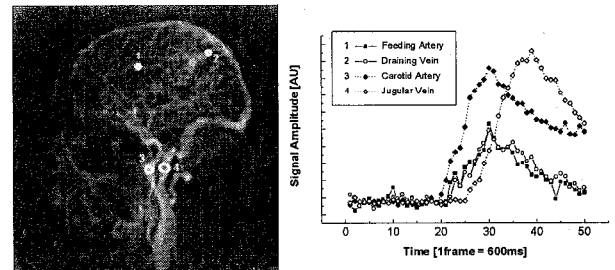 1
2
3
4
Signal Amplitude [AU]
1 Feeding Artery
2 Draining Vein
3 Carotid Artery
4 Jugular Vein
0 10 20 30 40 50
Time [1frame = 600ms]